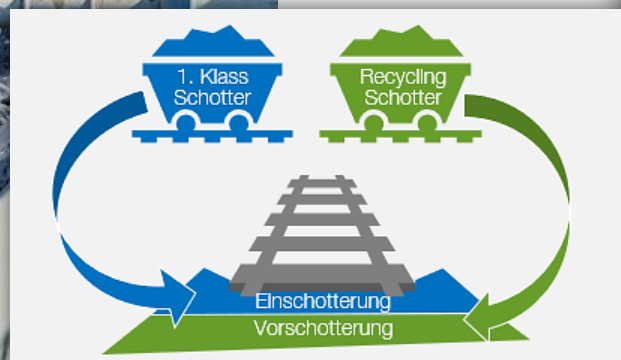 1. Klass
Schotter
Recycling
Schotter
Einschotterung
Vorschotterung